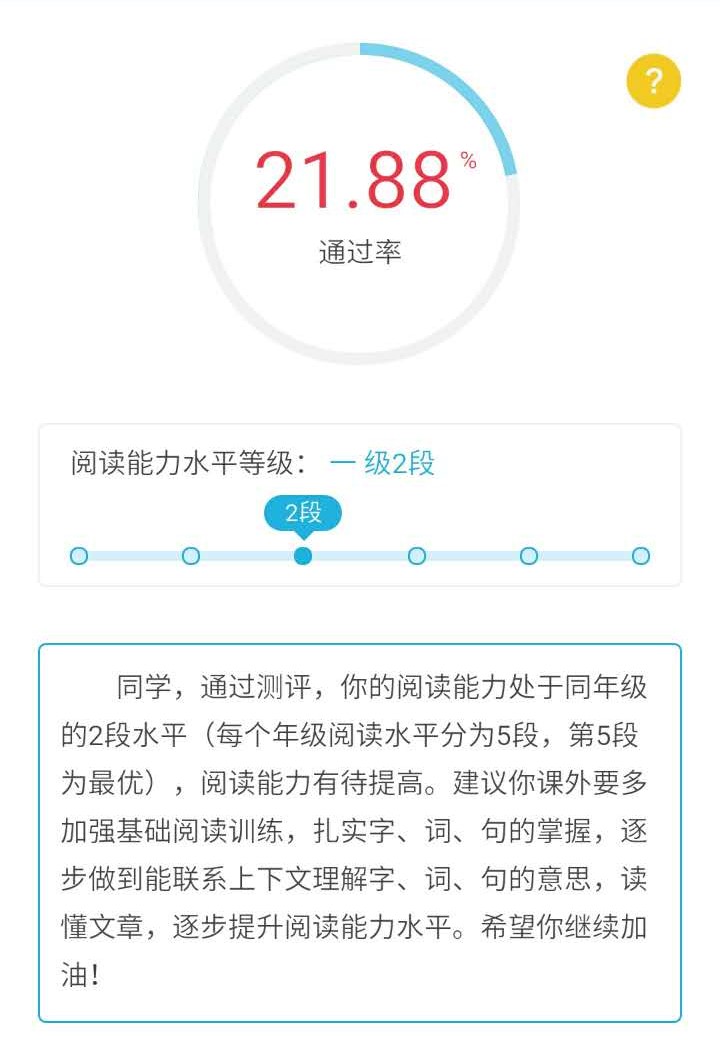 ?
21.88%
通过率
阅读能力水平等级： 一级2段
2段
同学，通过测评，你的阅读能力处于同年级
的2段水平（每个年级阅读水平分为5段，第5段
为最优），阅读能力有待提高。建议你课外要多
加强基础阅读训练，扎实字、词、句的掌握，逐
步做到能联系上下文理解字、词、句的意思，读
懂文章，逐步提升阅读能力水平。希望你继续加
油！